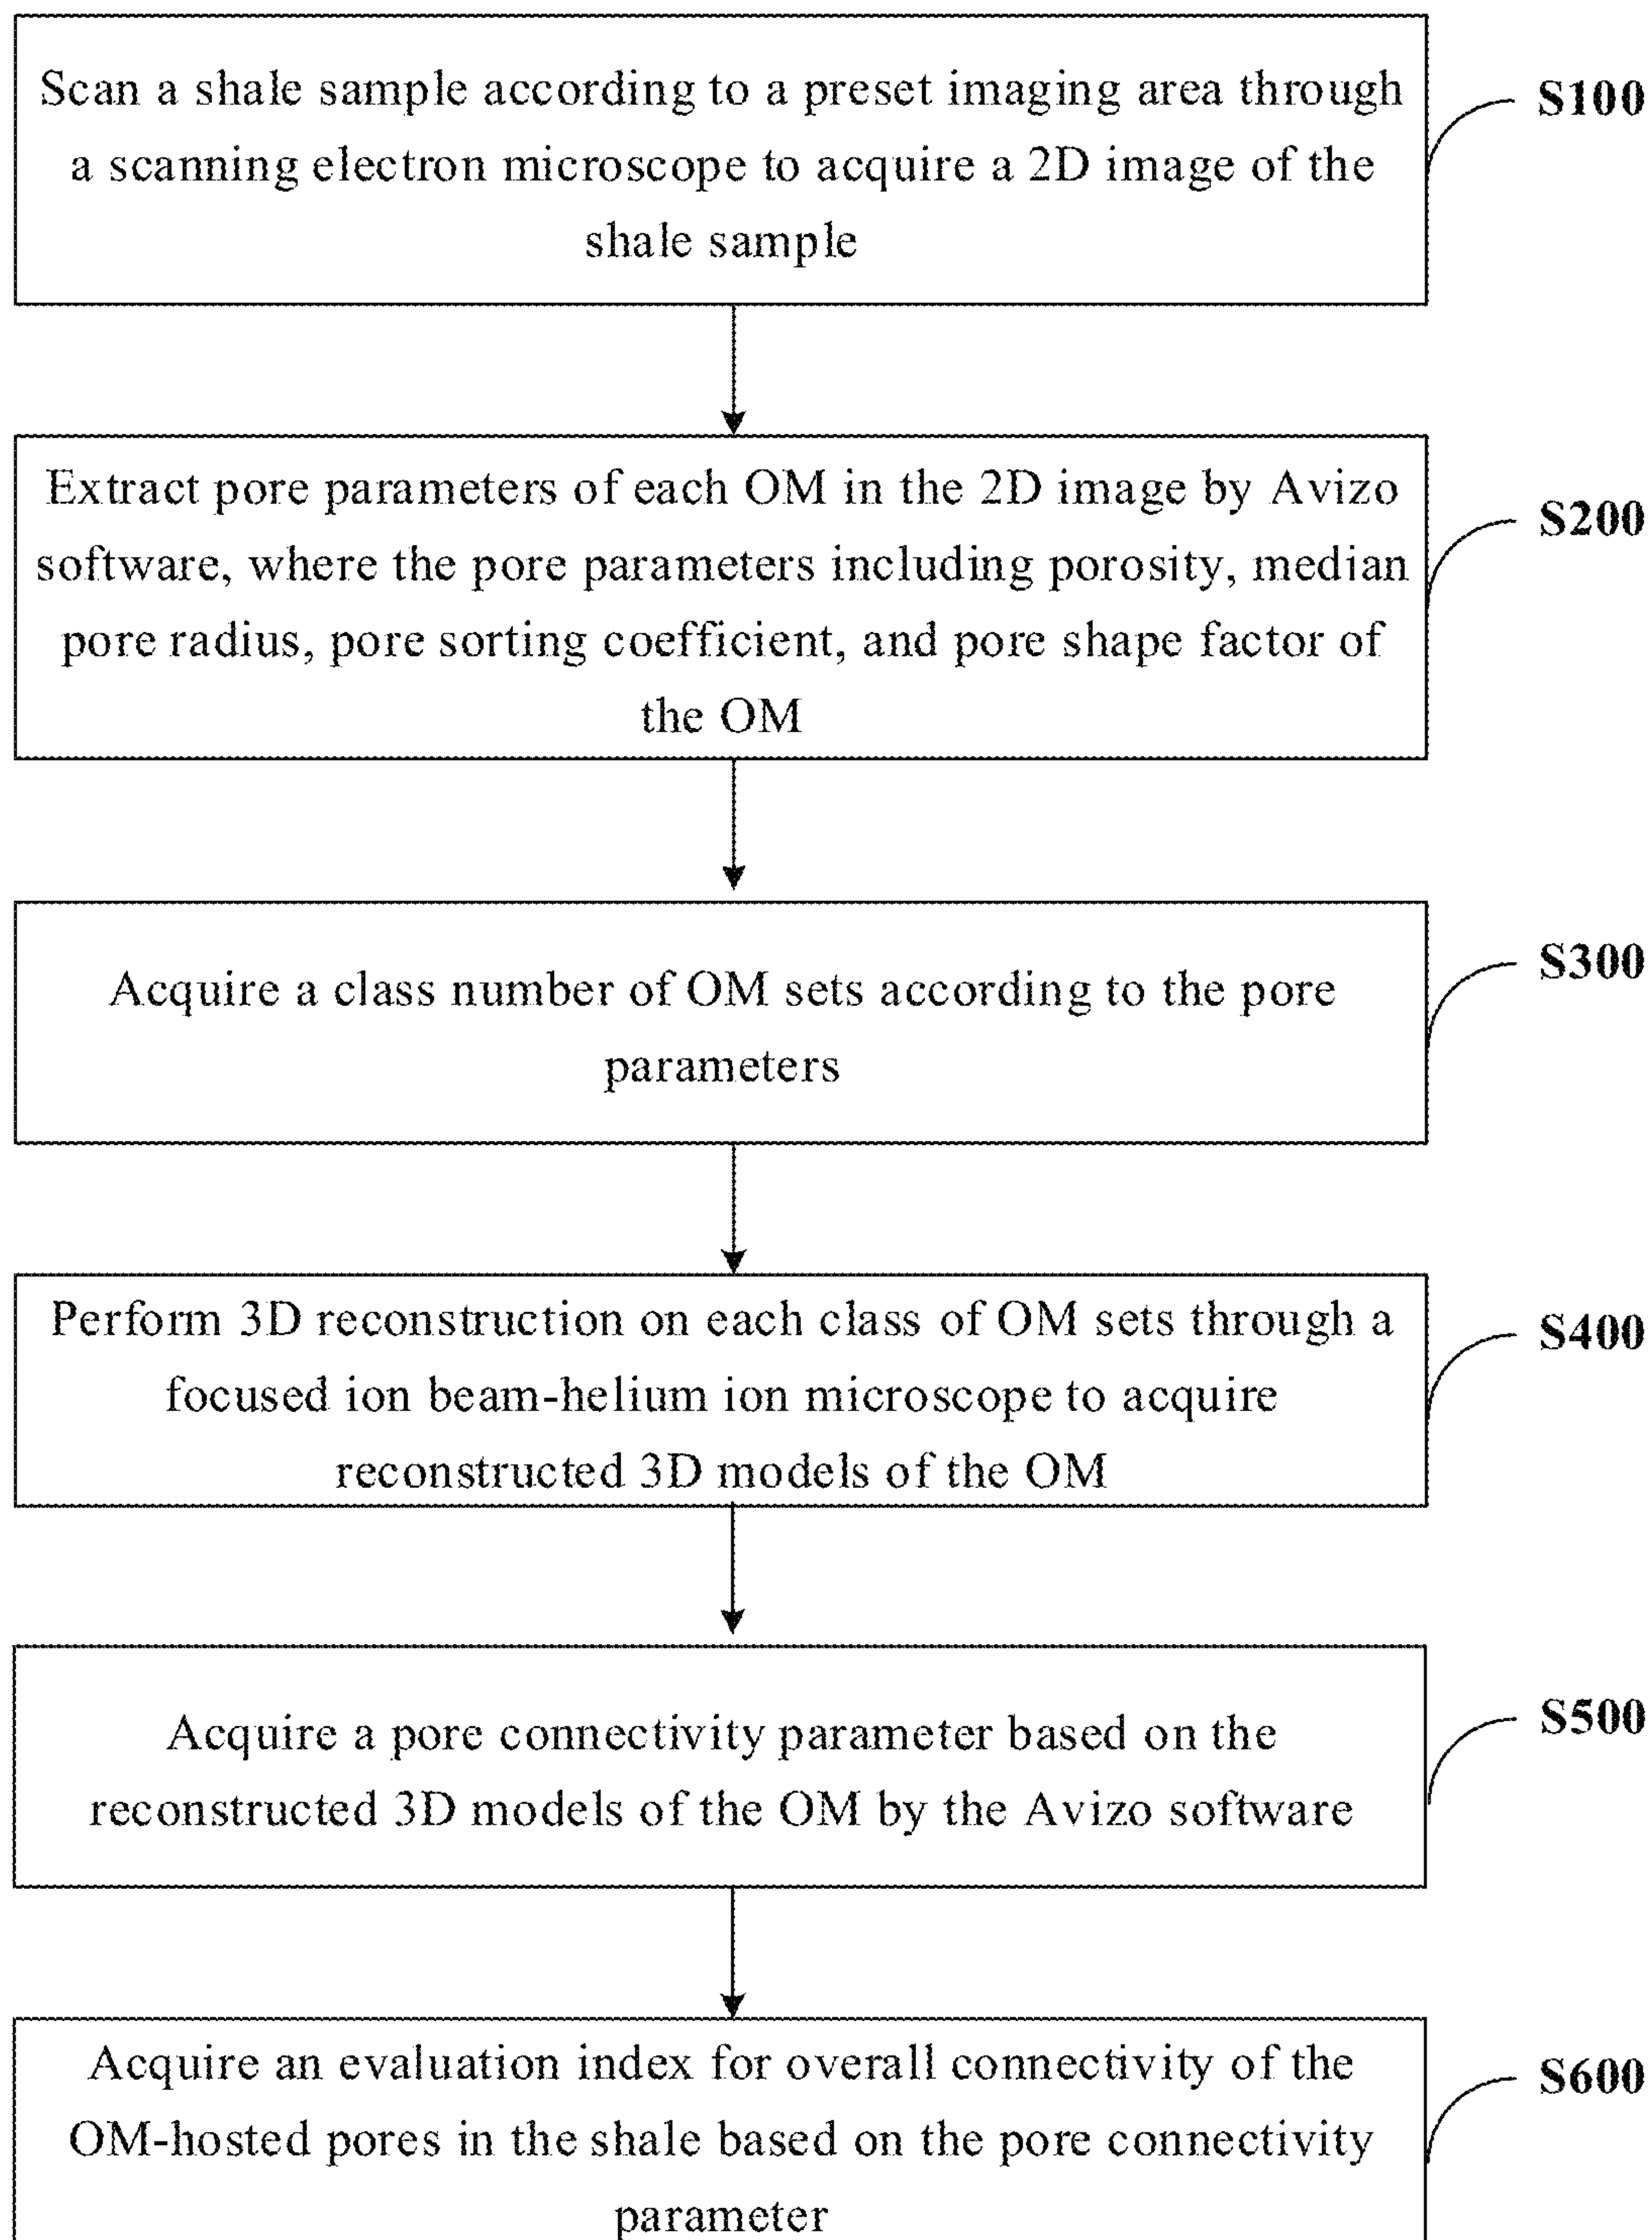 Scan a shale sample according to a preset imaging area through
a scanning electron microscope to acquire a 2D image of the
shale sample
S100
Extract pore parameters of each OM in the 2D image by Avizo
software, where the pore parameters including porosity, median
pore radius, pore sorting coefficient, and pore shape factor of
the OM
S200
Acquire a class number of OM sets according to the pore
parameters
S300
Perform 3D reconstruction on each class of OM sets through a
focused ion beam-helium ion microscope to acquire
reconstructed 3D models of the OM
S400
Acquire a pore connectivity parameter based on the
reconstructed 3D models of the OM by the Avizo software
S500
Acquire an evaluation index for overall connectivity of the
OM-hosted pores in the shale based on the pore connectivity
parameter
S600